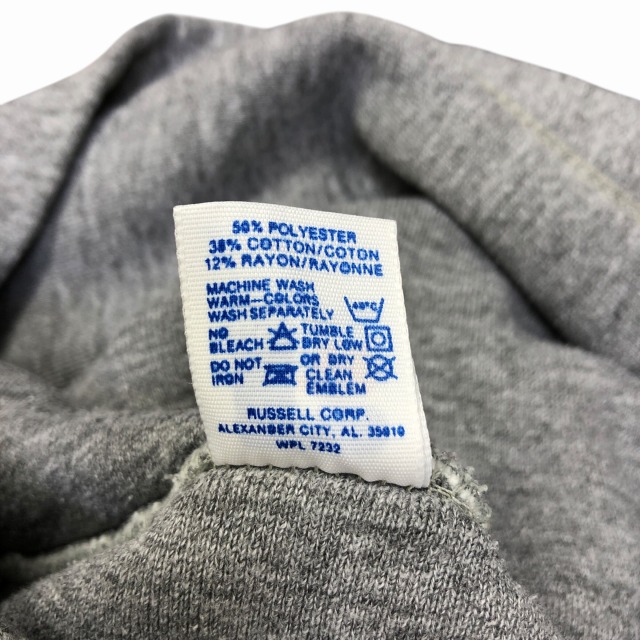 50% POLYESTER
38% COTTON/COTON
12% RAYON/RAYONNE
MACHINE WASH
WARM-COLORS
WASH SEPARATELY
40°C
NO BLEACH
TUMBLE DRY LOW
DO NOT IRON
OR DRY CLEAN EMBLEM
RUSSELL CORP.
ALEXANDER CITY, AL. 35010
WPL 7232